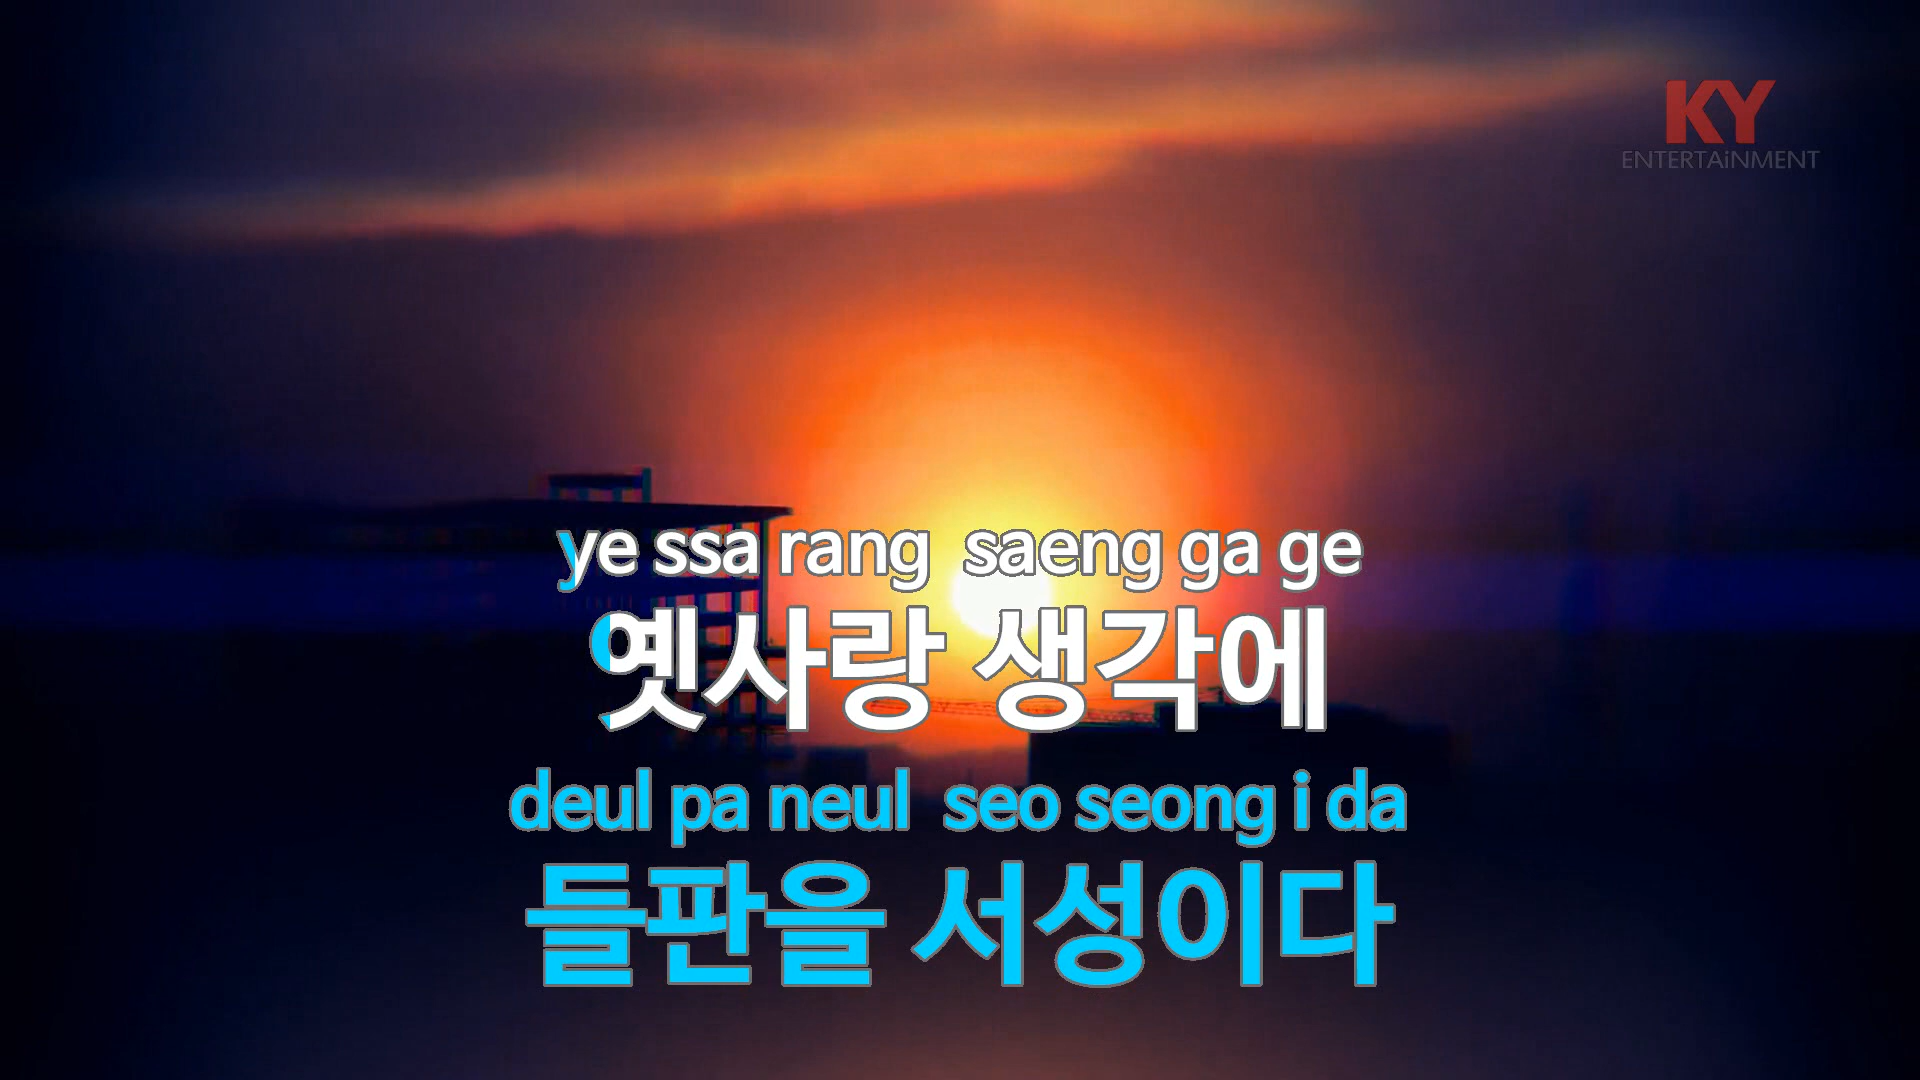 KY
ENTERTAiNMENT
ye ssa rang saeng ga ge
옛사랑 생각에
deul pa neul seo seong i da
들판을 서성이다